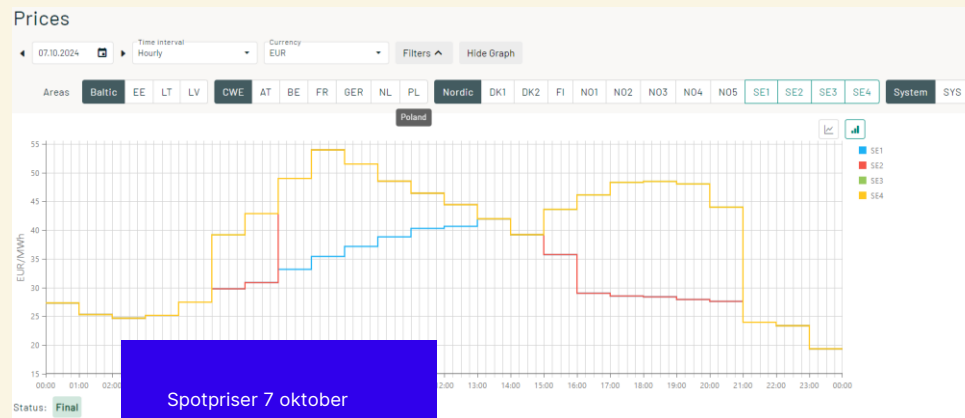 Prices
07.10.2024
Time interval
Hourly
Currency
EUR
Filters
Hide Graph
Areas Baltic EE LT LV CWE AT BE FR GER NL PL Nordic DK1 DK2 FI NO1 NO2 NO3 NO4 NO5 SE1 SE2 SE3 SE4 System SYS
Poland
SE1
SE2
SE3
SE4
EUR/MWh
55
50
45
40
35
30
25
20
15
00:00 01:00 02:00 12:00 13:00 14:00 15:00 16:00 17:00 18:00 19:00 20:00 21:00 22:00 23:00 00:00
Spotpriser 7 oktober
Status: Final